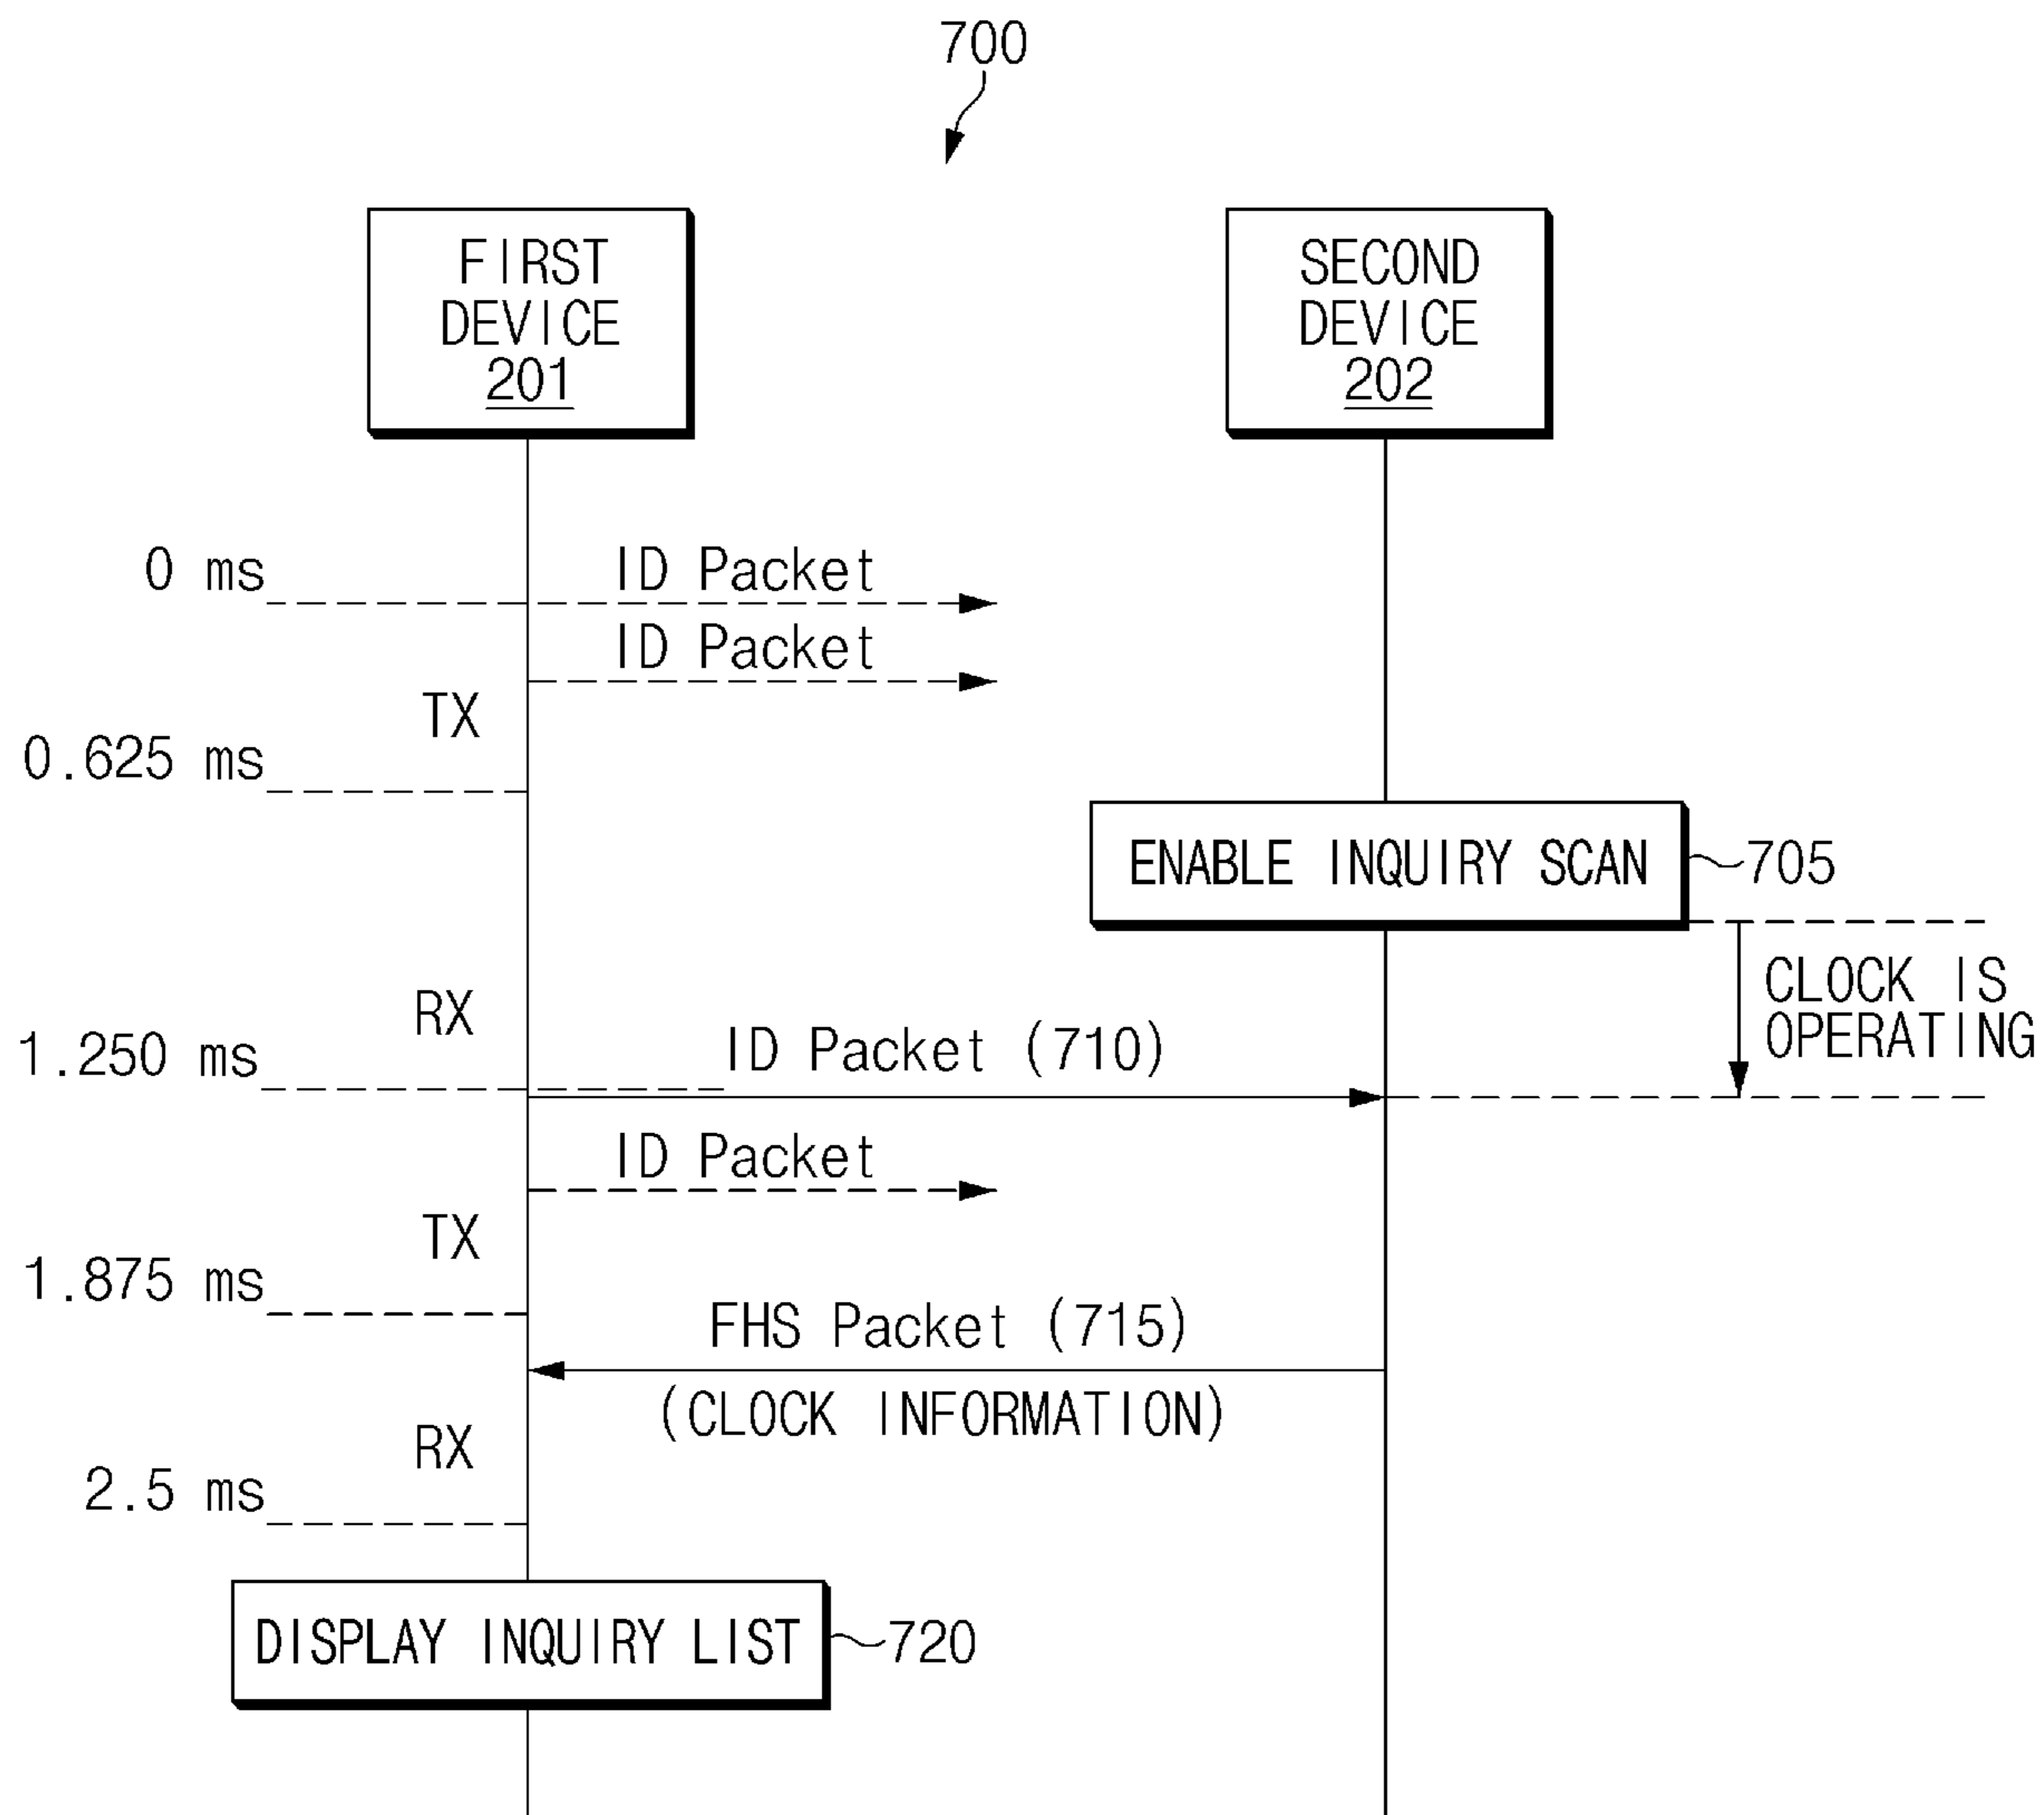 700
FIRST
DEVICE
201
SECOND
DEVICE
202
0 ms
ID Packet
ID Packet
TX
0.625 ms
ENABLE INQUIRY SCAN
705
CLOCK IS
OPERATING
RX
1.250 ms
ID Packet (710)
ID Packet
TX
1.875 ms
FHS Packet (715)
(CLOCK INFORMATION)
RX
2.5 ms
DISPLAY INQUIRY LIST
720